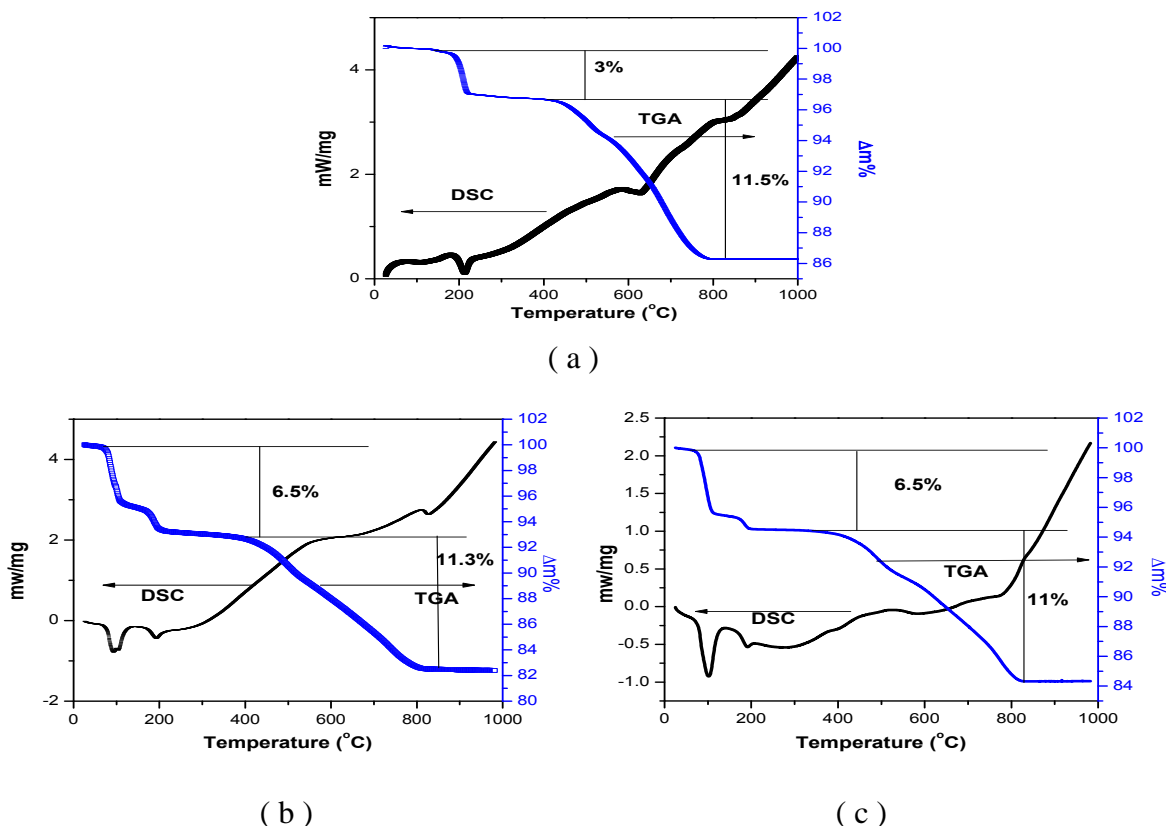 102
100
98
96
94
92
90
88
86
Δm%
4
2
0
mW/mg
3%
TGA
11.5%
DSC
0 200 400 600 800 1000
Temperature (°C)
( a )
102
100
98
96
94
92
90
88
86
84
82
80
Δm%
4
2
0
-2
mw/mg
6.5%
11.3%
DSC
TGA
0 200 400 600 800 1000
Temperature (°C)
( b )
2.5
2.0
1.5
1.0
0.5
0.0
-0.5
-1.0
mw/mg
102
100
98
96
94
92
90
88
86
84
Δm%
6.5%
TGA
DSC
11%
0 200 400 600 800 1000
Temperature (°C)
( c )